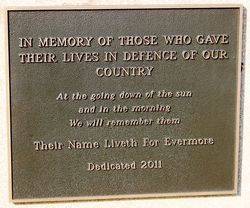 IN MEMORY OF THOSE WHO GAVE
THEIR LIVES IN DEFENCE OF OUR
COUNTRY
At the going down of the sun
and in the morning
We will remember them
Their Name Liveth For Evermore
Dedicated 2011